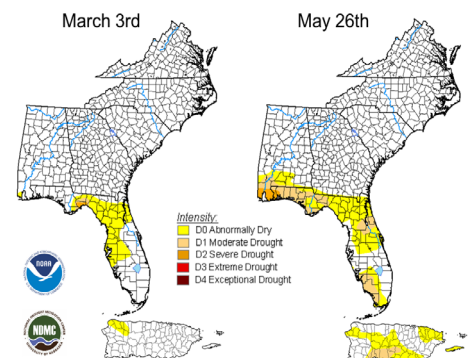 March 3rd
May 26th
Intensity:
D0 Abnormally Dry
D1 Moderate Drought
D2 Severe Drought
D3 Extreme Drought
D4 Exceptional Drought
NOAA
NDMC